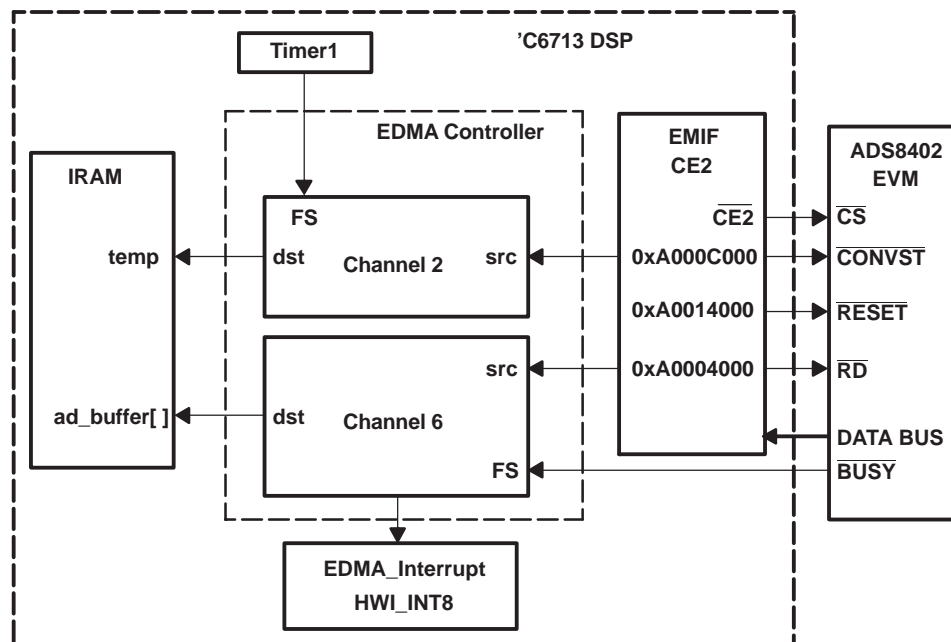 'C6713 DSP
Timer1
EDMA Controller
IRAM
temp
ad_buffer[ ]
FS
dst
Channel 2
src
src
dst
Channel 6
FS
EDMA_Interrupt
HWI_INT8
EMIF
CE2
CE2
0xA000C000
0xA0014000
0xA0004000
ADS8402
EVM
CS
CONVST
RESET
RD
DATA BUS
BUSY